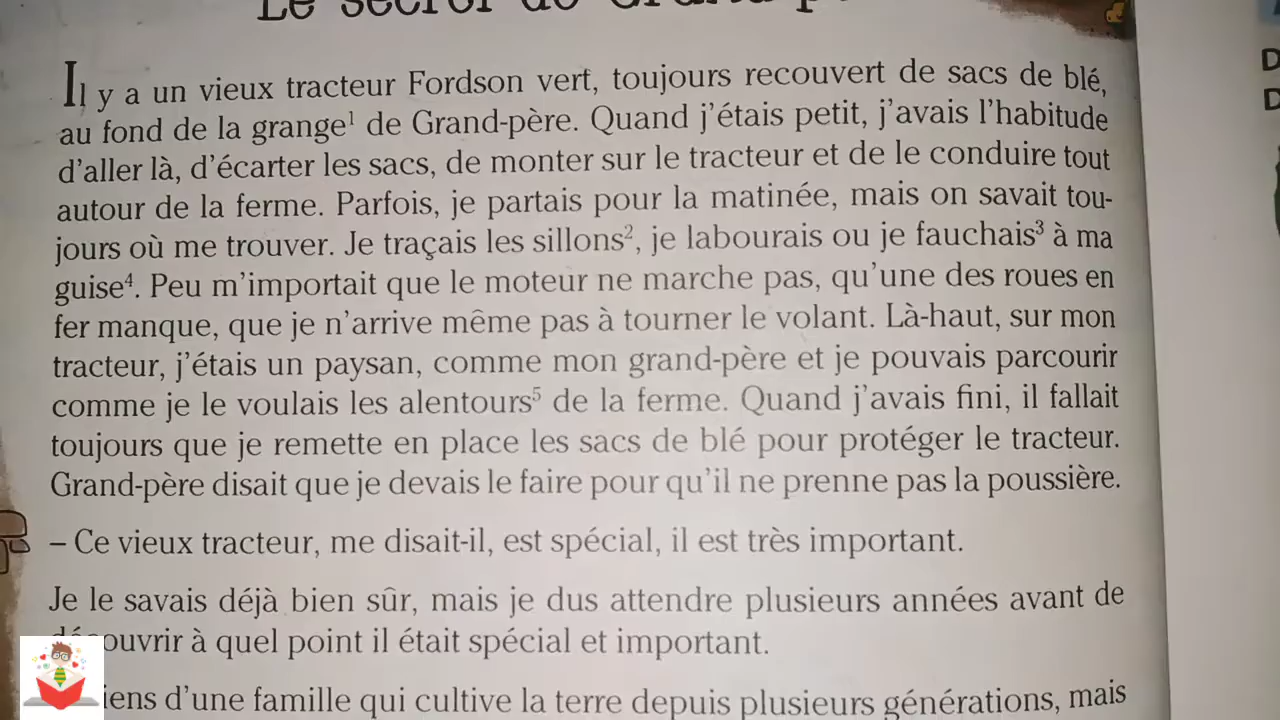 Le secret de Grand-p
Il y a un vieux tracteur Fordson vert, toujours recouvert de sacs de blé,
au fond de la grange¹ de Grand-père. Quand j'étais petit, j'avais l'habitude
d'aller là, d'écarter les sacs, de monter sur le tracteur et de le conduire tout
autour de la ferme. Parfois, je partais pour la matinée, mais on savait tou-
jours où me trouver. Je traçais les sillons², je labourais ou je fauchais³ à ma
guise⁴. Peu m'importait que le moteur ne marche pas, qu'une des roues en
fer manque, que je n'arrive même pas à tourner le volant. Là-haut, sur mon
tracteur, j'étais un paysan, comme mon grand-père et je pouvais parcourir
comme je le voulais les alentours⁵ de la ferme. Quand j'avais fini, il fallait
toujours que je remette en place les sacs de blé pour protéger le tracteur.
Grand-père disait que je devais le faire pour qu'il ne prenne pas la poussière.
– Ce vieux tracteur, me disait-il, est spécial, il est très important.
Je le savais déjà bien sûr, mais je dus attendre plusieurs années avant de
découvrir à quel point il était spécial et important.
iens d'une famille qui cultive la terre depuis plusieurs générations, mais